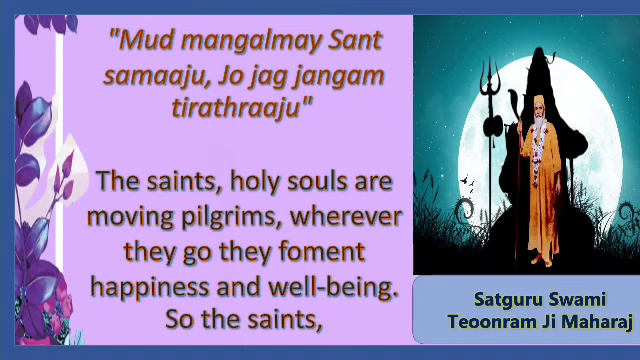 "Mud mangalmay Sant
samaaju, Jo jag jangam
tirathraaju"
The saints, holy souls are
moving pilgrims, wherever
they go they foment
happiness and well-being.
So the saints,
Satguru Swami
Teoonram Ji Maharaj